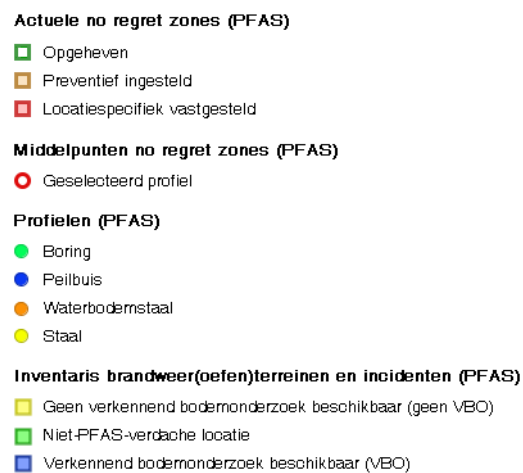 Actuele no regret zones (PFAS)
Opgeheven
Preventief ingesteld
Locatiespecifiek vastgesteld
Middelpunten no regret zones (PFAS)
Geselecteerd profiel
Profielen (PFAS)
Boring
Peilbuis
Waterbodemstaal
Staal
Inventaris brandweer(oefen)terreinen en incidenten (PFAS)
Geen verkennend bodemonderzoek beschikbaar (geen VBO)
Niet-PFAS-verdache locatie
Verkennend bodemonderzoek beschikbaar (VBO)